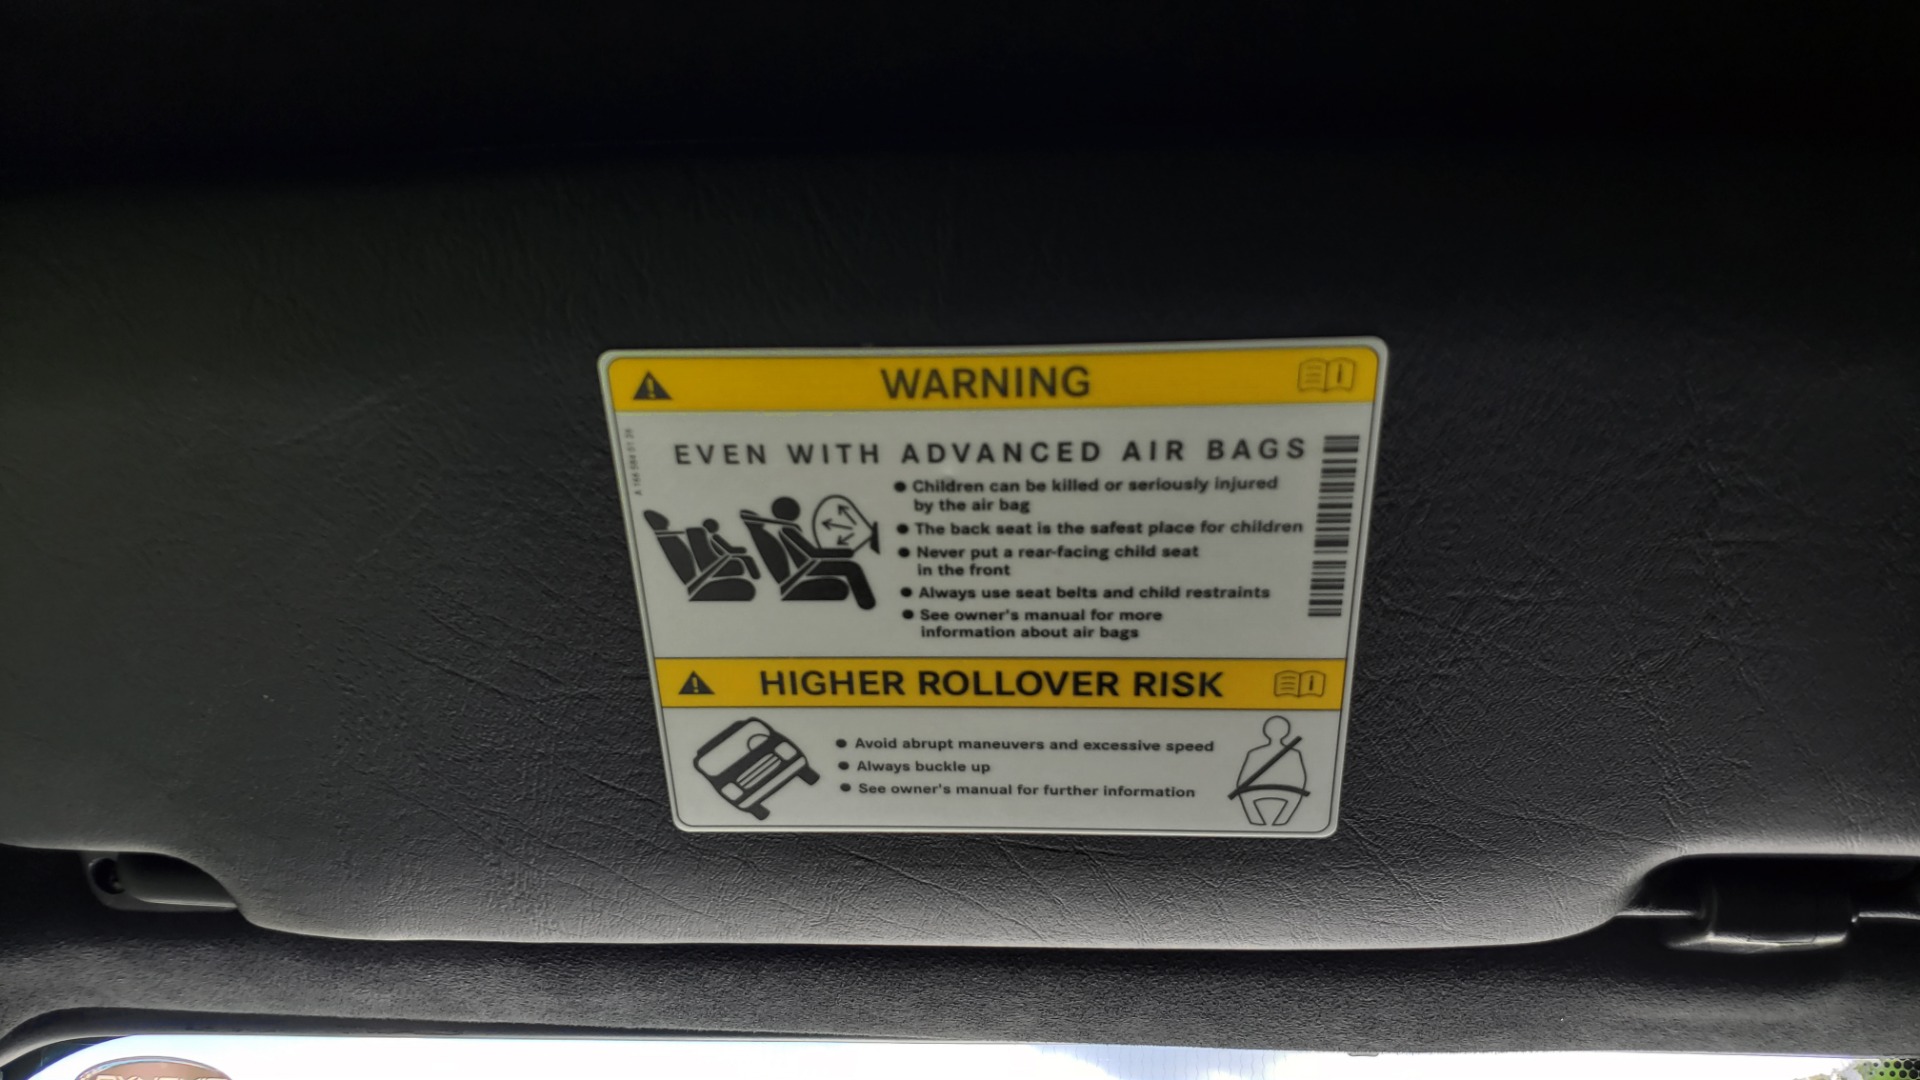 WARNING
EVEN WITH ADVANCED AIR BAGS
● Children can be killed or seriously injured
by the air bag
● The back seat is the safest place for children
● Never put a rear-facing child seat
in the front
● Always use seat belts and child restraints
● See owner's manual for more
information about air bags
HIGHER ROLLOVER RISK
● Avoid abrupt maneuvers and excessive speed
● Always buckle up
● See owner's manual for further information